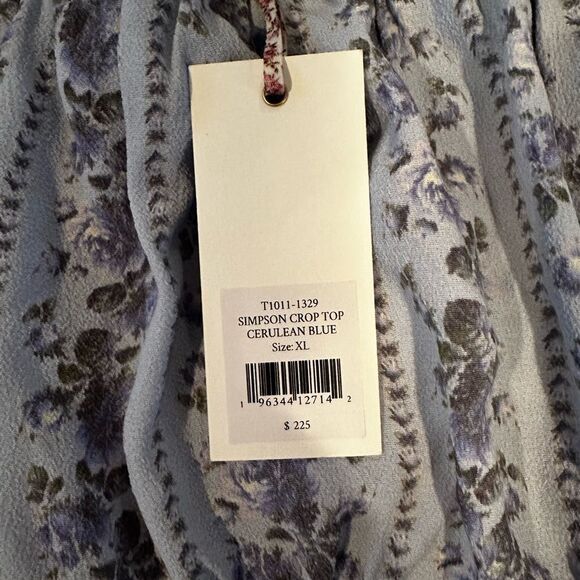 T1011-1329
SIMPSON CROP TOP
CERULEAN BLUE
Size: XL
1 96344 12714 2
$ 225